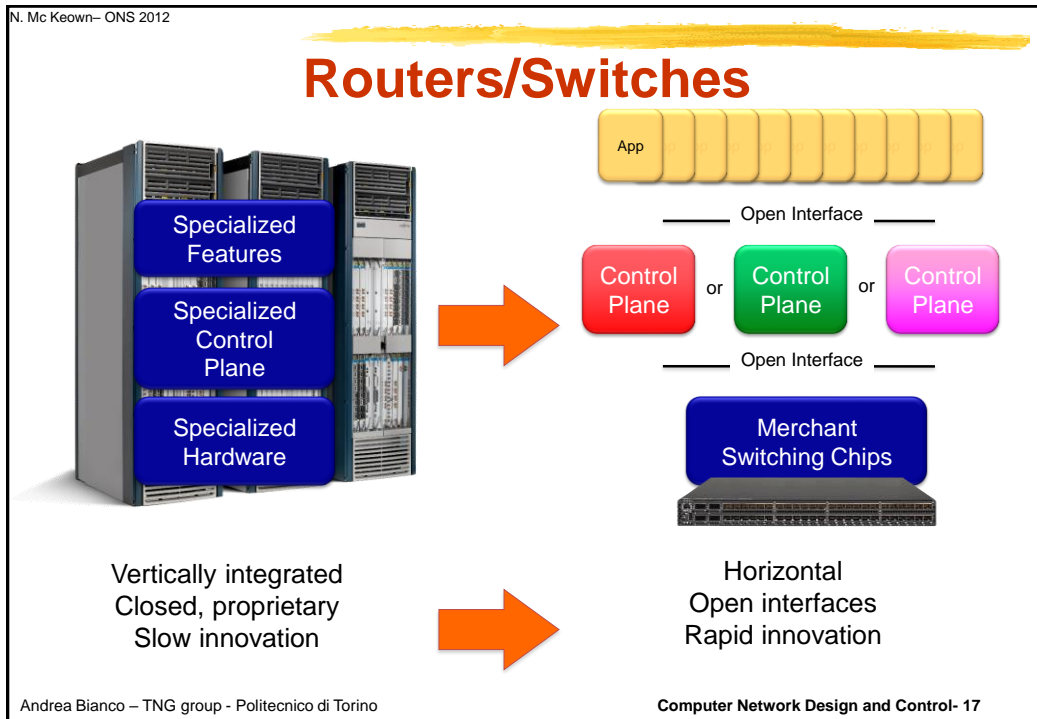 N. Mc Keown– ONS 2012
Routers/Switches
Specialized
Features
Specialized
Control
Plane
Specialized
Hardware
App
Open Interface
Control
Plane
or
Control
Plane
or
Control
Plane
Open Interface
Merchant
Switching Chips
Vertically integrated
Closed, proprietary
Slow innovation
Horizontal
Open interfaces
Rapid innovation
Andrea Bianco – TNG group - Politecnico di Torino
Computer Network Design and Control- 17